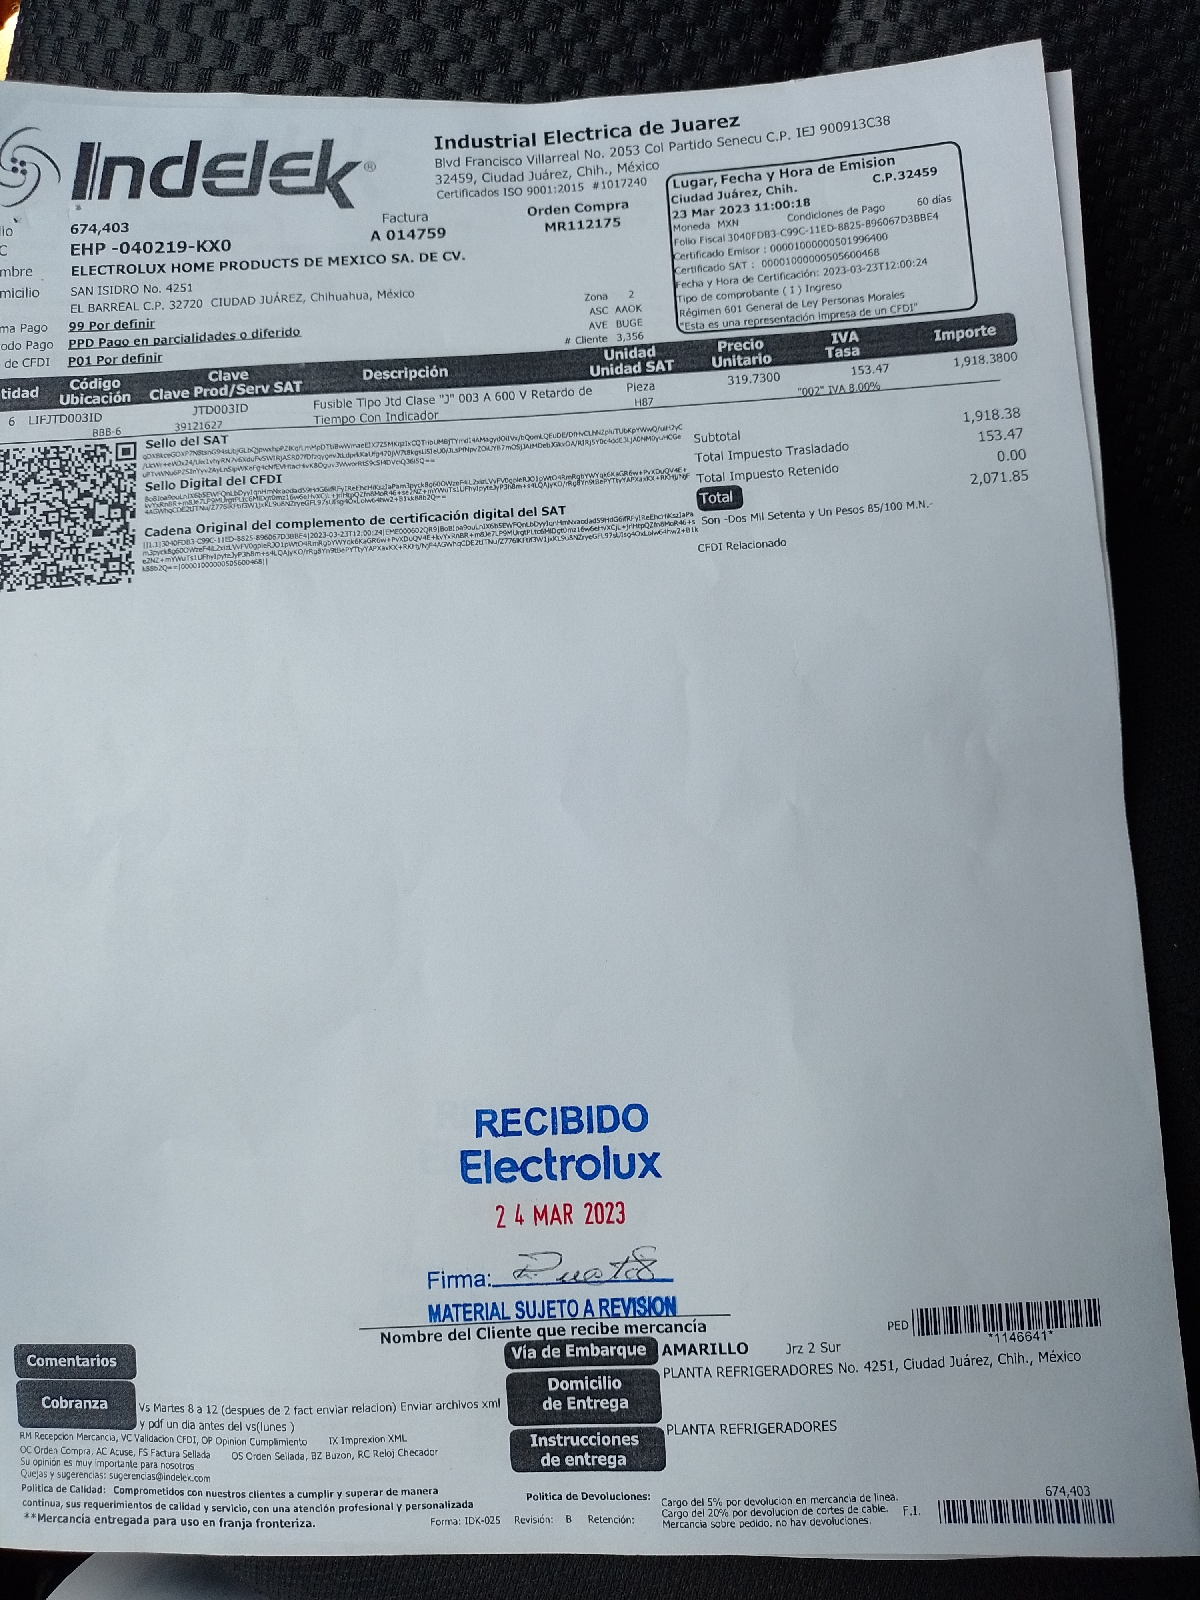 Indelek®
Industrial Electrica de Juarez
Blvd Francisco Villarreal No. 2053 Col Partido Senecu C.P. IEJ 900913C38
32459, Ciudad Juárez, Chih., México
Certificados ISO 9001:2015 #1017240
Lugar, Fecha y Hora de Emision
Ciudad Juárez, Chih. C.P.32459
23 Mar 2023 11:00:18
Condiciones de Pago 60 días
Moneda MXN
Folio Fiscal 3040FDB3-C99C-11ED-8825-896067D3BBE4
Certificado Emisor : 00001000000501996400
Certificado SAT : 00001000000505600468
Fecha y Hora de Certificación: 2023-03-23T12:00:24
Tipo de comprobante ( I ) Ingreso
Régimen 601 General de Ley Personas Morales
"Esta es una representación impresa de un CFDI"
lio 674,403
Factura
A 014759
Orden Compra
MR112175
C EHP -040219-KX0
mbre ELECTROLUX HOME PRODUCTS DE MEXICO SA. DE CV.
micilio SAN ISIDRO No. 4251
EL BARREAL C.P. 32720 CIUDAD JUÁREZ, Chihuahua, México
Zona 2
ASC AAOK
AVE BUGE
# Cliente 3,356
ma Pago 99 Por definir
odo Pago PPD Pago en parcialidades o diferido
de CFDI P01 Por definir
tidad Código Ubicación Clave Clave Prod/Serv SAT Descripción Unidad Unidad SAT Precio Unitario IVA Tasa Importe
6 LIFJTD003ID JTD003ID Fusible Tipo Jtd Clase "J" 003 A 600 V Retardo de Pieza 319.7300 153.47 1,918.3800
BBB-6 39121627 Tiempo Con Indicador H87 "002" IVA 8.00%
Sello del SAT
Sello Digital del CFDI
Cadena Original del complemento de certificación digital del SAT
Subtotal 1,918.38
Total Impuesto Trasladado 153.47
Total Impuesto Retenido 0.00
Total 2,071.85
Son -Dos Mil Setenta y Un Pesos 85/100 M.N.-
CFDI Relacionado
RECIBIDO
Electrolux
24 MAR 2023
Firma:
MATERIAL SUJETO A REVISION
Nombre del Cliente que recibe mercancía
PED
*1146641*
Comentarios
Vía de Embarque AMARILLO Jrz 2 Sur
Domicilio de Entrega PLANTA REFRIGERADORES No. 4251, Ciudad Juárez, Chih., México
Cobranza Vs Martes 8 a 12 (despues de 2 fact enviar relacion) Enviar archivos xml
y pdf un dia antes del vs(lunes )
Instrucciones de entrega PLANTA REFRIGERADORES
RM Recepcion Mercancia, VC Validacion CFDI, OP Opinion Cumplimiento IX Imprexion XML
OC Orden Compra, AC Acuse, FS Factura Sellada OS Orden Sellada, BZ Buzon, RC Reloj Checador
Su opinión es muy importante para nosotros
Quejas y sugerencias: sugerencias@indelek.com
Politica de Calidad: Comprometidos con nuestros clientes a cumplir y superar de manera
continua, sus requerimientos de calidad y servicio, con una atención profesional y personalizada
**Mercancia entregada para uso en franja fronteriza.
Forma: IDK-025 Revisión: B Retención:
Politica de Devoluciones: Cargo del 5% por devolucion en mercancia de linea.
Cargo del 20% por devolucion de cortes de cable. F.I.
Mercancia sobre pedido, no hay devoluciones.
674,403